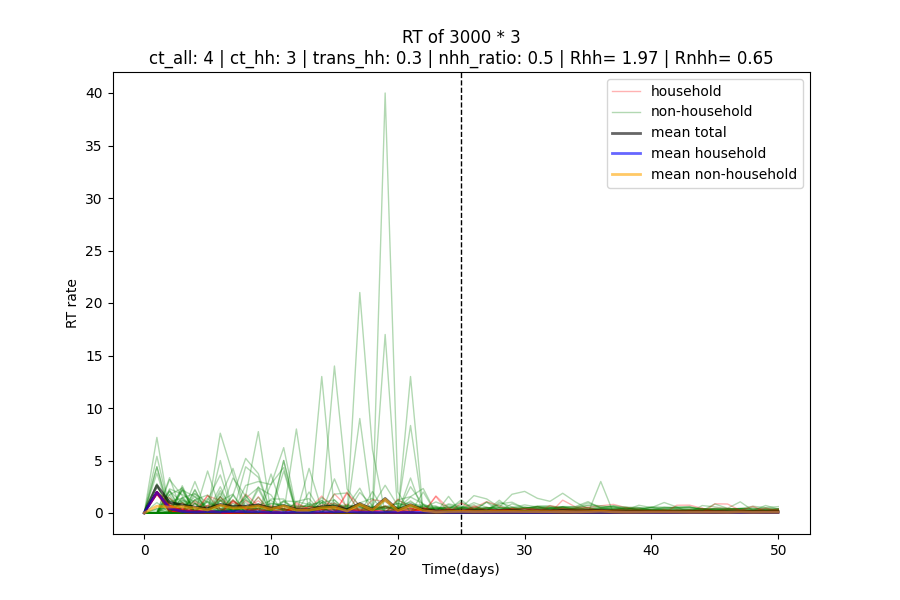 RT of 3000 * 3
ct_all: 4 | ct_hh: 3 | trans_hh: 0.3 | nhh_ratio: 0.5 | Rhh= 1.97 | Rnhh= 0.65
household
non-household
mean total
mean household
mean non-household
40
35
30
25
20
15
10
5
0
RT rate
0 10 20 30 40 50
Time(days)